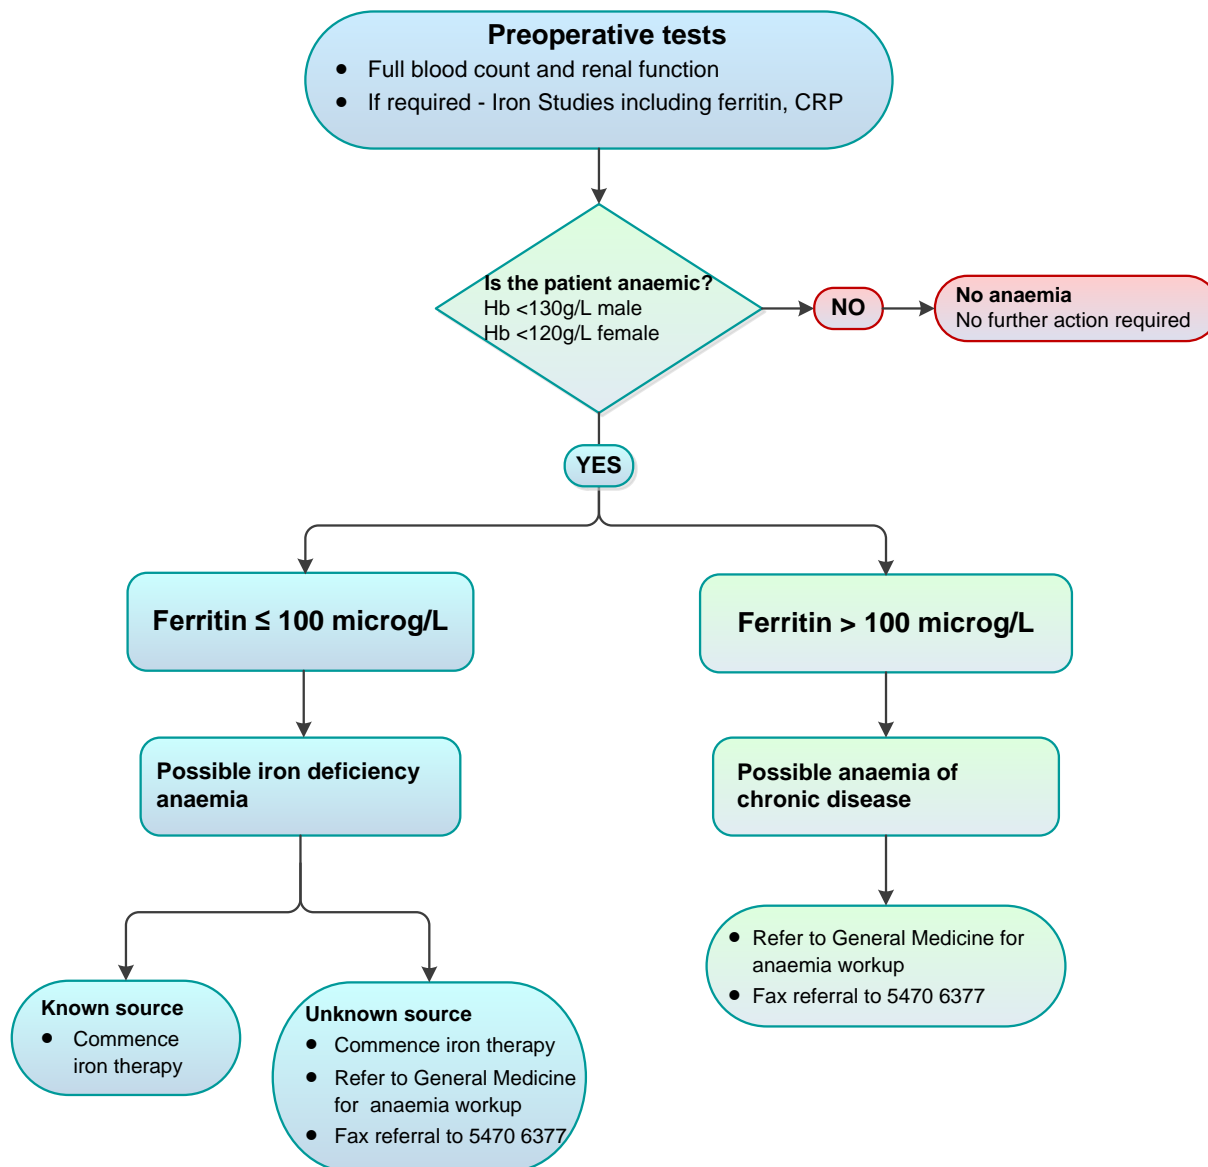 Preoperative tests
● Full blood count and renal function
● If required - Iron Studies including ferritin, CRP
Is the patient anaemic?
Hb <130g/L male
Hb <120g/L female
NO
No anaemia
No further action required
YES
Ferritin ≤ 100 microg/L
Ferritin > 100 microg/L
Possible iron deficiency
anaemia
Possible anaemia of
chronic disease
Known source
● Commence
iron therapy
Unknown source
● Commence iron therapy
● Refer to General Medicine
for anaemia workup
● Fax referral to 5470 6377
● Refer to General Medicine for
anaemia workup
● Fax referral to 5470 6377